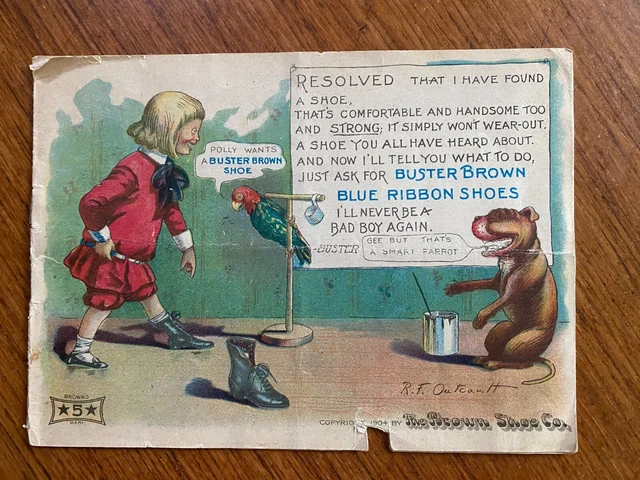 RESOLVED THAT I HAVE FOUND
A SHOE,
THAT'S COMFORTABLE AND HANDSOME TOO
AND STRONG; IT SIMPLY WON'T WEAR-OUT.
A SHOE YOU ALL HAVE HEARD ABOUT.
AND NOW I'LL TELL YOU WHAT TO DO,
JUST ASK FOR BUSTER BROWN
BLUE RIBBON SHOES
I'LL NEVER BE A
BAD BOY AGAIN.
-BUSTER
POLLY WANTS
A BUSTER BROWN
SHOE
GEE BUT THAT'S
A SMART PARROT.
R.F. Outcault
BROWN'S
★5★
MARK
COPYRIGHT 1904 BY The Brown Shoe Co.